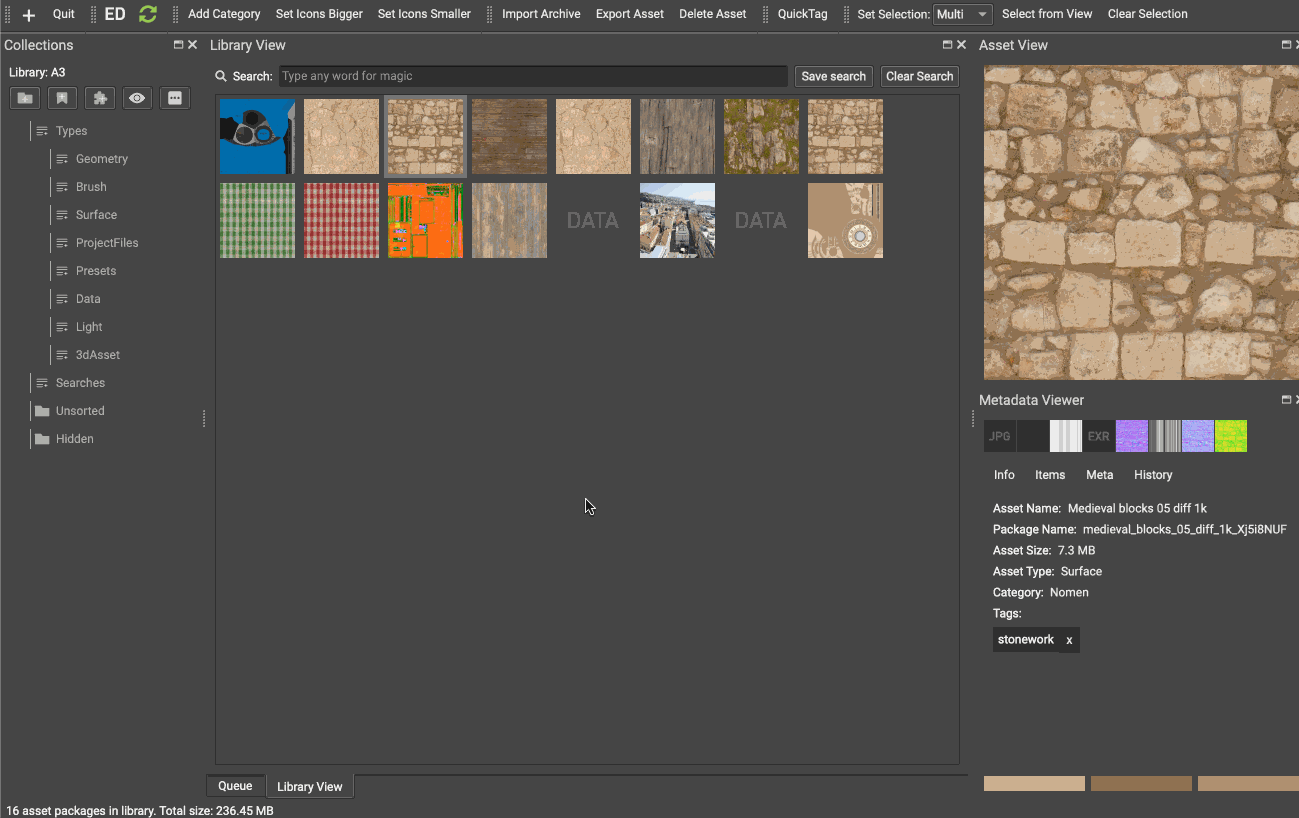 + Quit ED Add Category Set Icons Bigger Set Icons Smaller Import Archive Export Asset Delete Asset QuickTag Set Selection: Multi Select from View Clear Selection
Collections
Library: A3
Types
Geometry
Brush
Surface
ProjectFiles
Presets
Data
Light
3dAsset
Searches
Unsorted
Hidden
Library View
Search: Type any word for magic Save search Clear Search
DATA DATA
Queue Library View
Asset View
Metadata Viewer
JPG EXR
Info Items Meta History
Asset Name: Medieval blocks 05 diff 1k
Package Name: medieval_blocks_05_diff_1k_Xj5i8NUF
Asset Size: 7.3 MB
Asset Type: Surface
Category: Nomen
Tags:
stonework x
16 asset packages in library. Total size: 236.45 MB